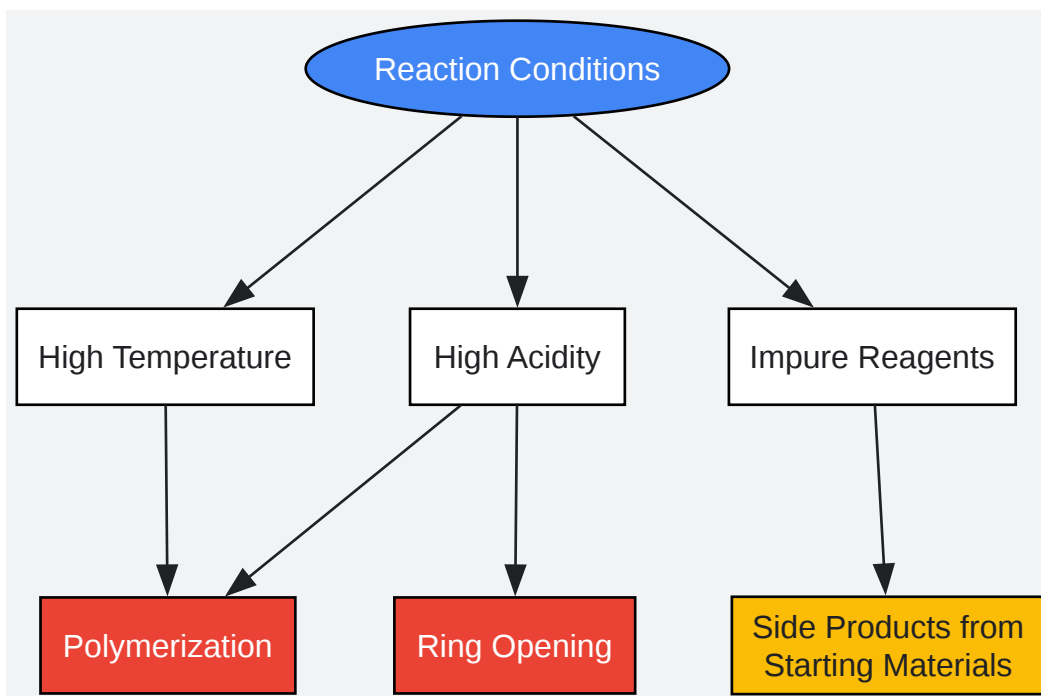 Reaction Conditions
High Temperature
High Acidity
Impure Reagents
Polymerization
Ring Opening
Side Products from
Starting Materials